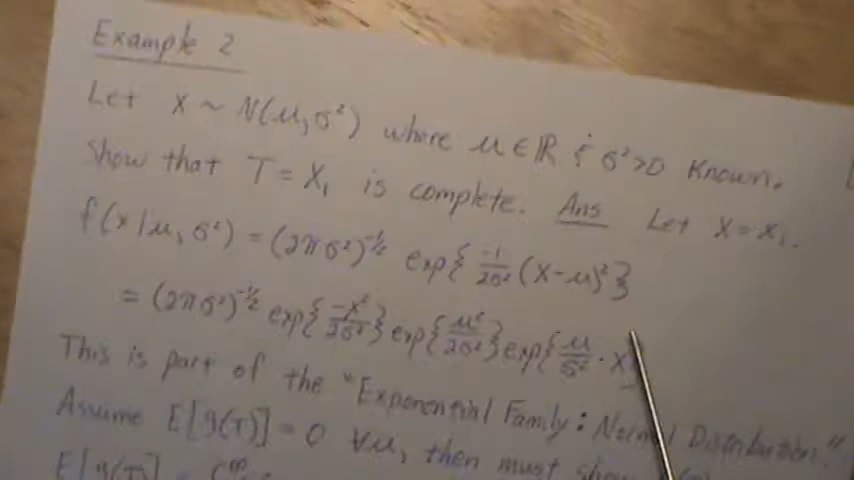 Example 2
Let X ~ N(μ, σ²) where μ ∈ ℝ & σ²>0 Known.
Show that T = X₁ is complete. Ans Let X = X₁.
f(x|μ, σ²) = (2πσ²)^{-1/2} exp{ -1/2σ² (X-μ)² }
= (2πσ²)^{-1/2} exp{ -X²/2σ² } exp{ μ²/2σ² } exp{ μ/σ² · X
This is part of the "Exponential Family: Normal Distribution."
Assume E[g(T)] = 0 ∀μ, then must show
E[g(T)] =